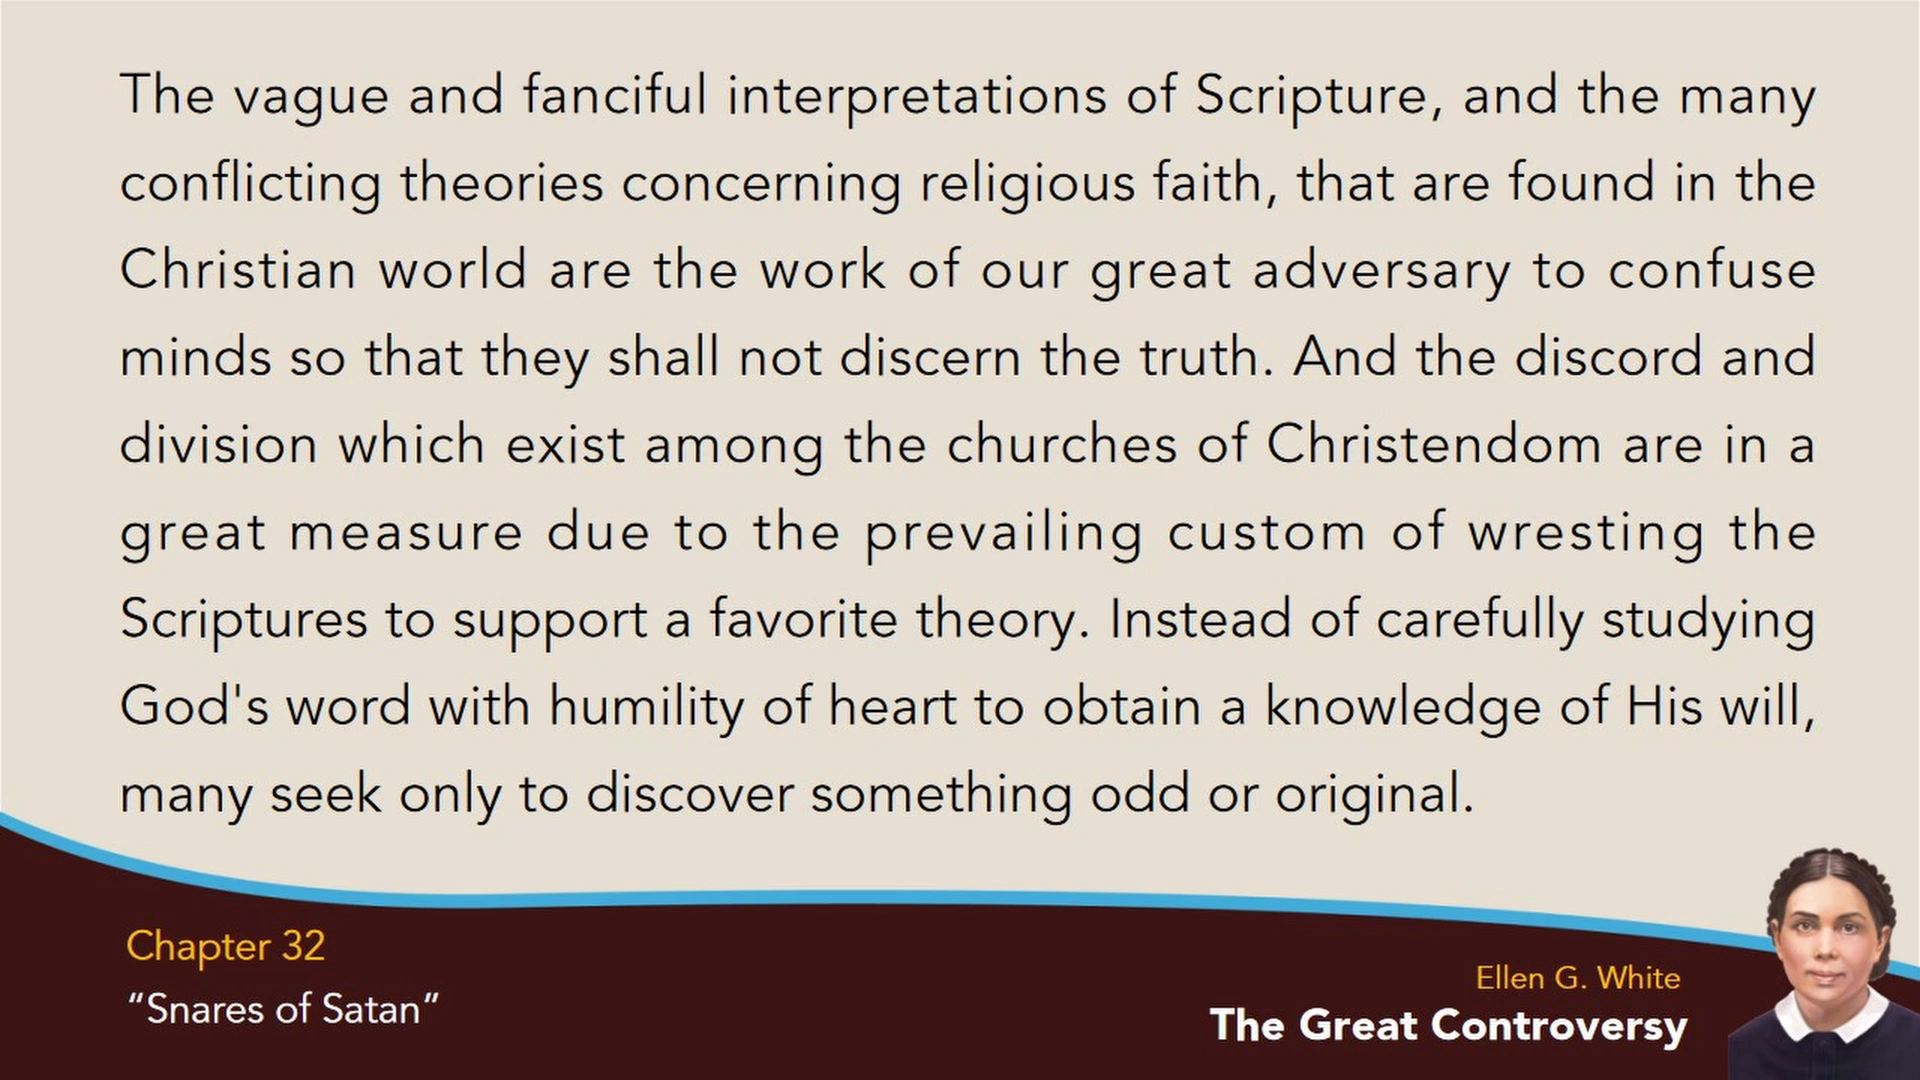 The vague and fanciful interpretations of Scripture, and the many
conflicting theories concerning religious faith, that are found in the
Christian world are the work of our great adversary to confuse
minds so that they shall not discern the truth. And the discord and
division which exist among the churches of Christendom are in a
great measure due to the prevailing custom of wresting the
Scriptures to support a favorite theory. Instead of carefully studying
God's word with humility of heart to obtain a knowledge of His will,
many seek only to discover something odd or original.
Chapter 32
“Snares of Satan”
Ellen G. White
The Great Controversy